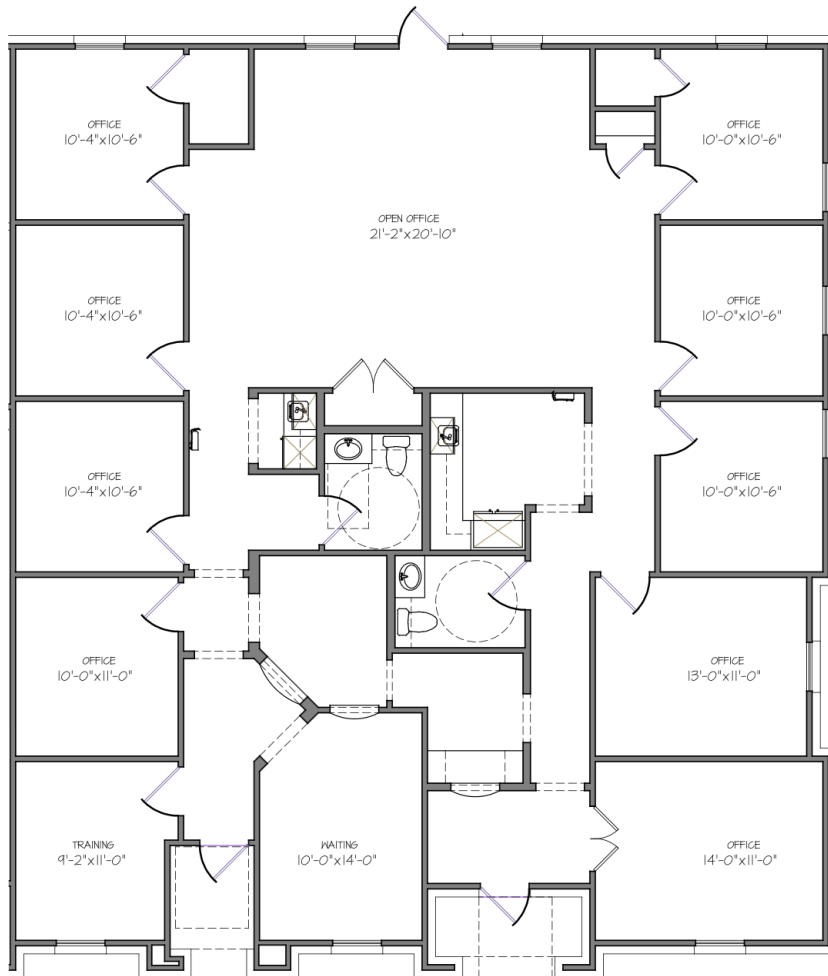 OFFICE
10'-4"x10'-6"
OFFICE
10'-0"x10'-6"
OPEN OFFICE
21'-2"x20'-10"
OFFICE
10'-4"x10'-6"
OFFICE
10'-0"x10'-6"
OFFICE
10'-4"x10'-6"
OFFICE
10'-0"x10'-6"
OFFICE
10'-0"x11'-0"
OFFICE
13'-0"x11'-0"
TRAINING
9'-2"x11'-0"
WAITING
10'-0"x14'-0"
OFFICE
14'-0"x11'-0"